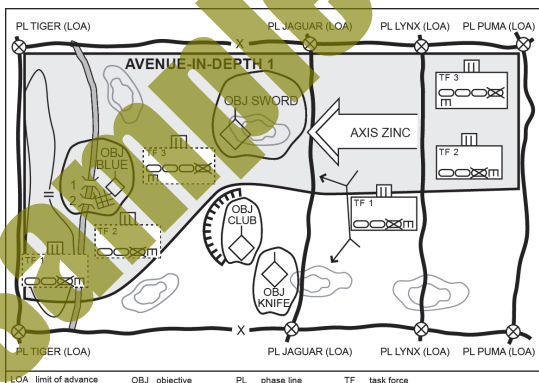 PL TIGER (LOA) PL JAGUAR (LOA) PL LYNX (LOA) PL PUMA (LOA)
X
AVENUE-IN-DEPTH 1
TF 3
E
OBJ SWORD
AXIS ZINC
OBJ
BLUE
TF 3
TF 2
1
2
TF 1
TF 2
OBJ
CLUB
TF 1
OBJ
KNIFE
X
PL TIGER (LOA) PL JAGUAR (LOA) PL LYNX (LOA) PL PUMA (LOA)
LOA limit of advance OBJ objective PL phase line TF task force